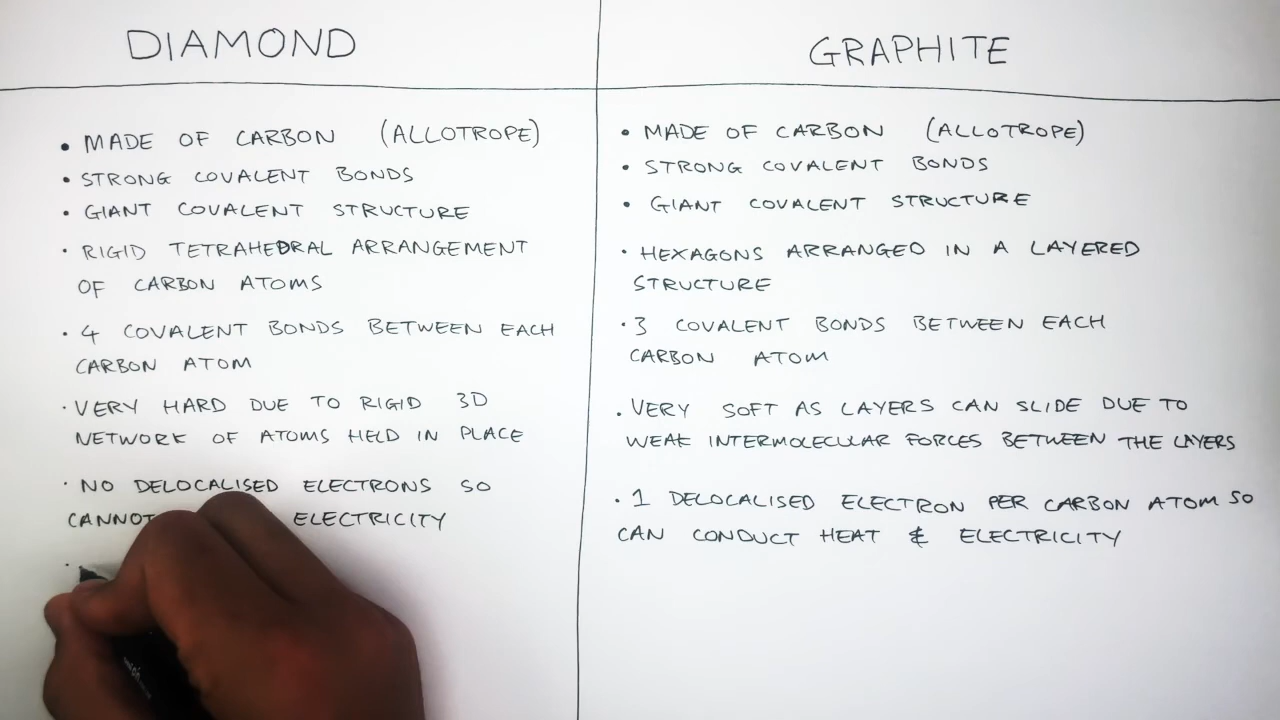 DIAMOND
• MADE OF CARBON (ALLOTROPE)
• STRONG COVALENT BONDS
• GIANT COVALENT STRUCTURE
• RIGID TETRAHEDRAL ARRANGEMENT
OF CARBON ATOMS
• 4 COVALENT BONDS BETWEEN EACH
CARBON ATOM
• VERY HARD DUE TO RIGID 3D
NETWORK OF ATOMS HELD IN PLACE
• NO DELOCALISED ELECTRONS SO
CANNOT ELECTRICITY
•
GRAPHITE
• MADE OF CARBON (ALLOTROPE)
• STRONG COVALENT BONDS
• GIANT COVALENT STRUCTURE
• HEXAGONS ARRANGED IN A LAYERED
STRUCTURE
• 3 COVALENT BONDS BETWEEN EACH
CARBON ATOM
• VERY SOFT AS LAYERS CAN SLIDE DUE TO
WEAK INTERMOLECULAR FORCES BETWEEN THE LAYERS
• 1 DELOCALISED ELECTRON PER CARBON ATOM SO
CAN CONDUCT HEAT & ELECTRICITY